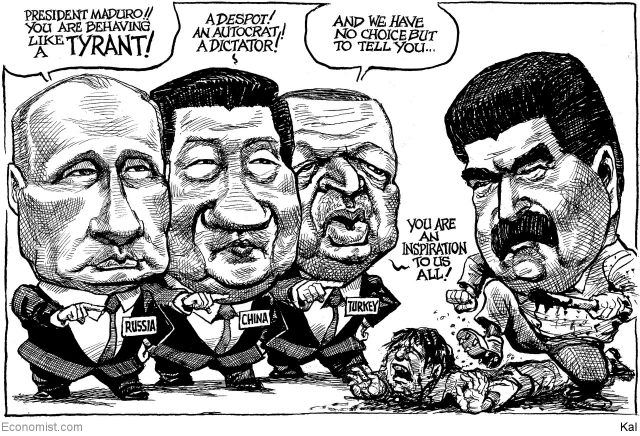 PRESIDENT MADURO!!
YOU ARE BEHAVING
LIKE
A TYRANT!
A DESPOT!
AN AUTOCRAT!
A DICTATOR!
AND WE HAVE
NO CHOICE BUT
TO TELL YOU...
YOU ARE
AN
INSPIRATION
TO US
ALL!
RUSSIA
CHINA
TURKEY
Economist.com
Kal